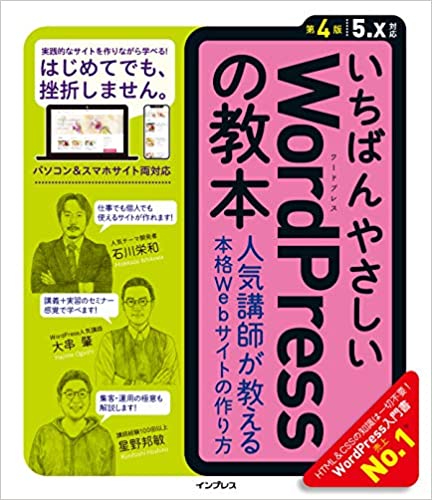 第4版
5.x対応
いちばんやさしい
WordPress
ワードプレス
の教本
人気講師が教える
本格Webサイトの作り方
実践的なサイトを作りながら学べる!
はじめてでも、
挫折しません。
パソコン&スマホサイト両対応
仕事でも個人でも
使えるサイトが作れます!
人気テーマ開発者
石川栄和
Hidekazu Ishikawa
講義+実習のセミナー
感覚で学べます!
WordPress人気講師
大串 肇
Hajime Ogushi
集客・運用の極意も
解説します!
講師経験100回以上
星野邦敏
Kunitoshi Hoshino
HTML&CSSの知識は一切不要!
WordPress入門書
売上
No.1
インプレス